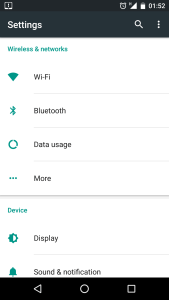 01:52
Settings
Wireless & networks
Wi-Fi
Bluetooth
Data usage
More
Device
Display
Sound & notification